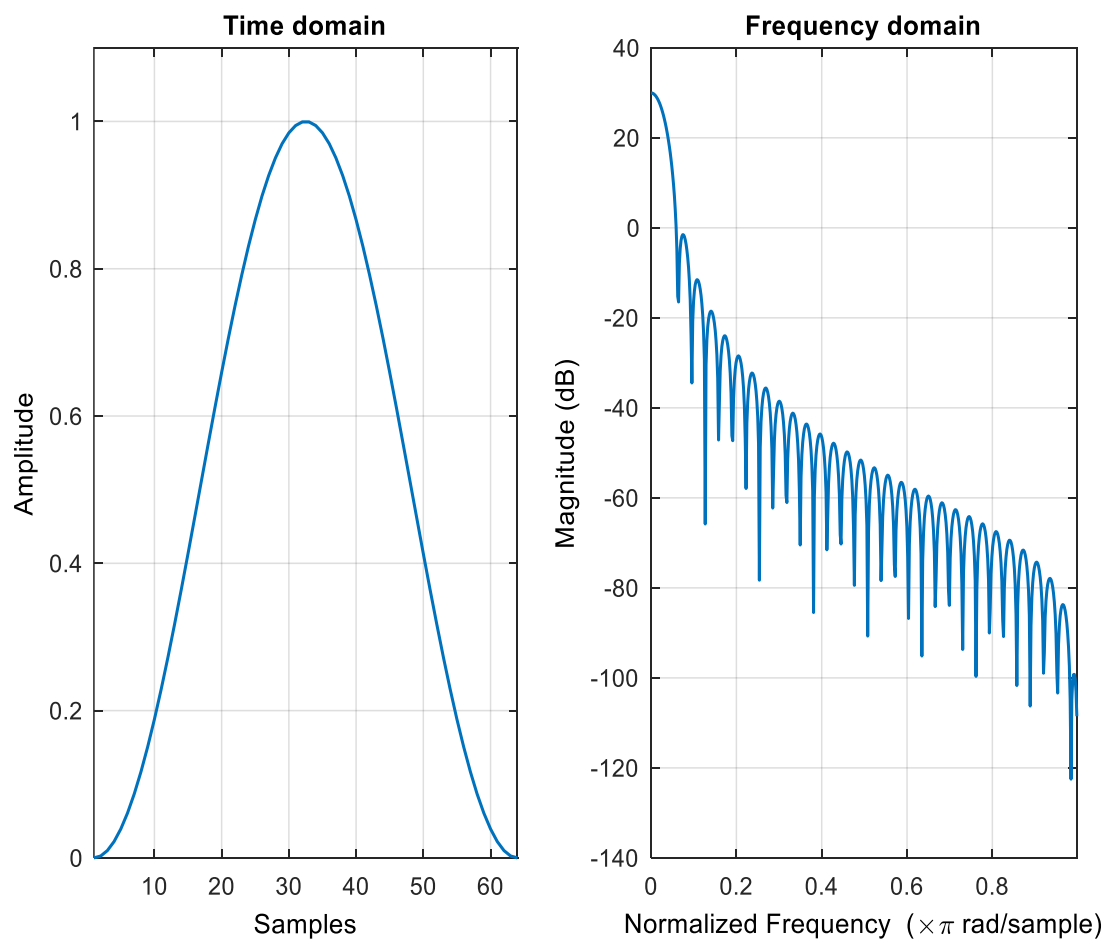 Time domain
Amplitude
1
0.8
0.6
0.4
0.2
0
10 20 30 40 50 60
Samples
Frequency domain
Magnitude (dB)
40
20
0
-20
-40
-60
-80
-100
-120
-140
0 0.2 0.4 0.6 0.8
Normalized Frequency (×π rad/sample)